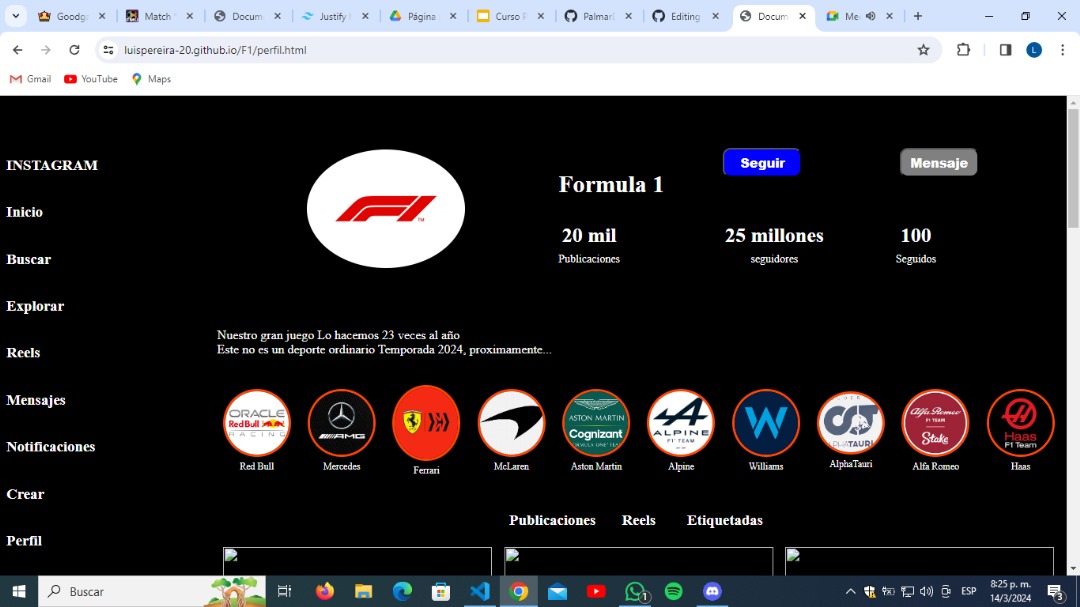 Goodga
Match
Docum
Justify
Página
Curso P
Palmar
Editing
Docum
Mee
luispereira-20.github.io/F1/perfil.html
L
Gmail
YouTube
Maps
INSTAGRAM
Inicio
Buscar
Explorar
Reels
Mensajes
Notificaciones
Crear
Perfil
TM
Formula 1
Seguir
Mensaje
20 mil
25 millones
100
Publicaciones
seguidores
Seguidos
Nuestro gran juego Lo hacemos 23 veces al año
Este no es un deporte ordinario Temporada 2024, proximamente...
ORACLE
Red Bull
RACING
AMG
ASTON MARTIN
Cognizant
ALPINE
F1 TEAM
Alfa Romeo
F1 TEAM
Stake
Haas
F1 Team
Red Bull
Mercedes
Ferrari
McLaren
Aston Martin
Alpine
Williams
AlphaTauri
Alfa Romeo
Haas
Publicaciones
Reels
Etiquetadas
Buscar
1
ESP
8:25 p. m.
14/3/2024
3